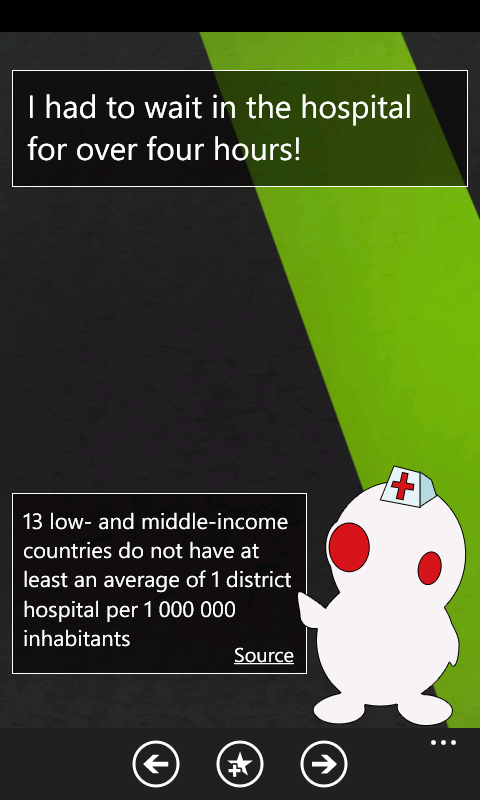 I had to wait in the hospital
for over four hours!
13 low- and middle-income
countries do not have at
least an average of 1 district
hospital per 1 000 000
inhabitants
Source